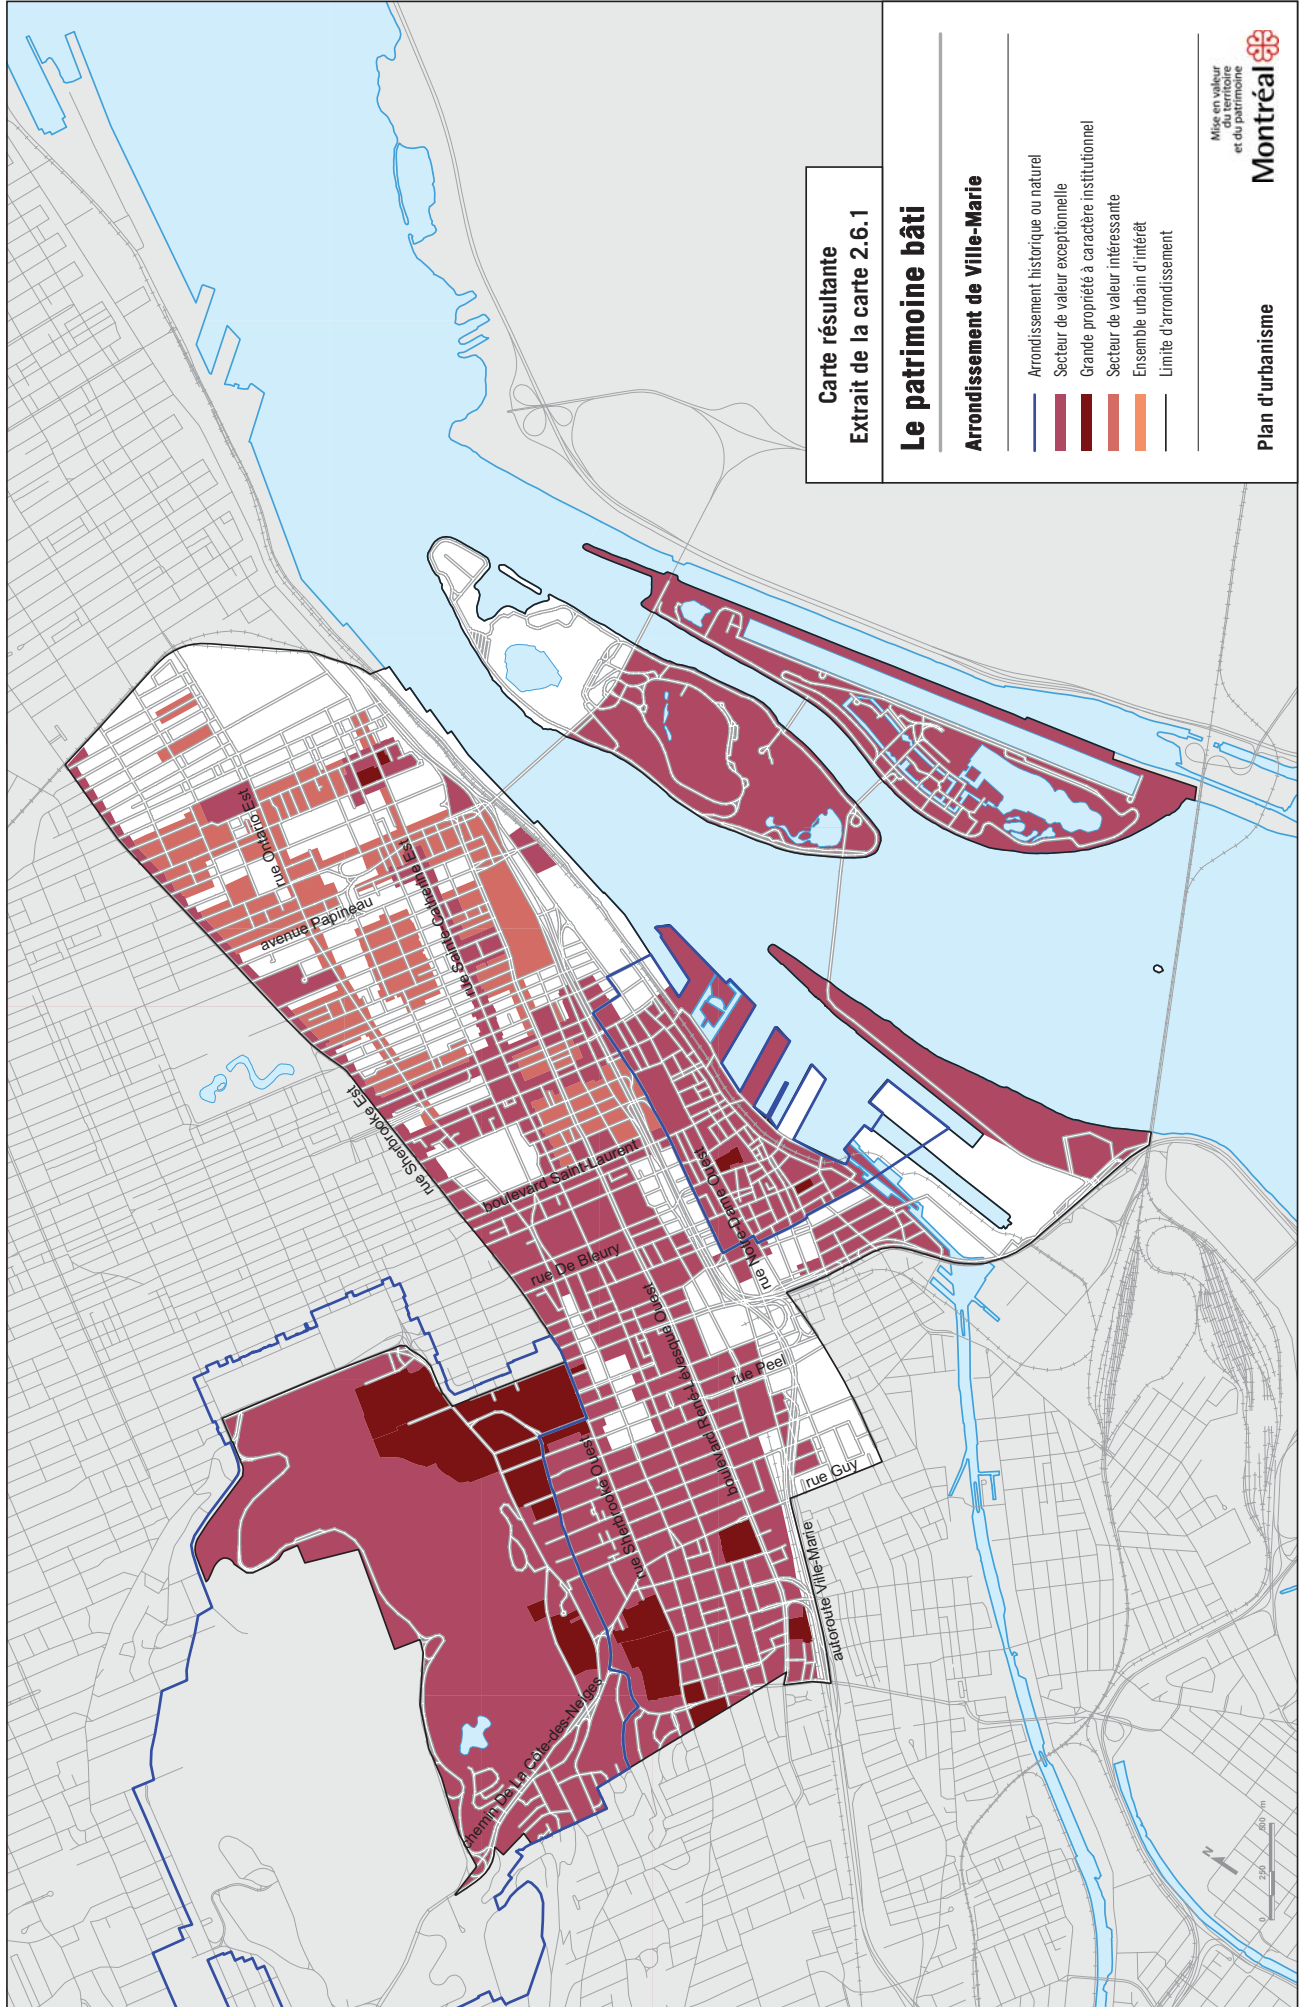 Carte résultante
Extrait de la carte 2.6.1
Le patrimoine bâti
Arrondissement de Ville-Marie
Arrondissement historique ou naturel
Secteur de valeur exceptionnelle
Grande propriété à caractère institutionnel
Secteur de valeur intéressante
Ensemble urbain d'intérêt
Limite d'arrondissement
Plan d'urbanisme
Mise en valeur
du territoire
et du patrimoine
Montréal
rue Ontario Est
avenue Papineau
rue Sainte-Catherine Est
rue Sherbrooke Est
boulevard Saint-Laurent
rue De Bleury
rue Notre-Dame Ouest
boulevard René-Lévesque Ouest
rue Peel
rue Guy
rue Sherbrooke Ouest
autoroute Ville-Marie
chemin De La Côte-des-Neiges
N
0 250 500 m